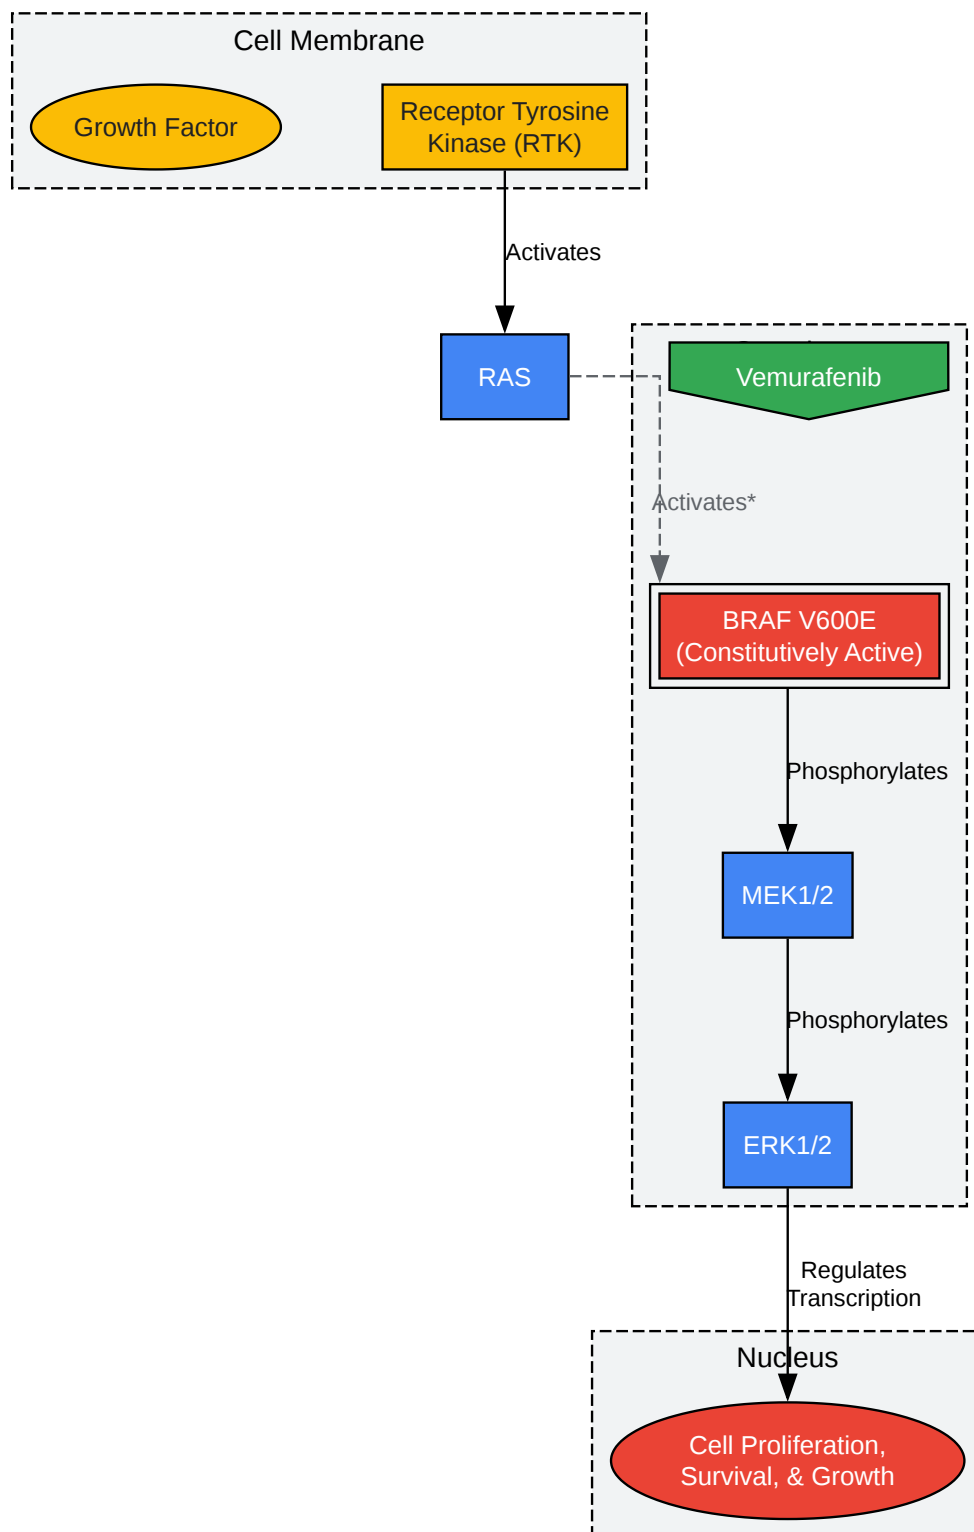 Cell Membrane
Growth Factor
Receptor Tyrosine
Kinase (RTK)
Activates
RAS
Vemurafenib
Activates*
BRAF V600E
(Constitutively Active)
Phosphorylates
MEK1/2
Phosphorylates
ERK1/2
Regulates
Transcription
Nucleus
Cell Proliferation,
Survival, & Growth